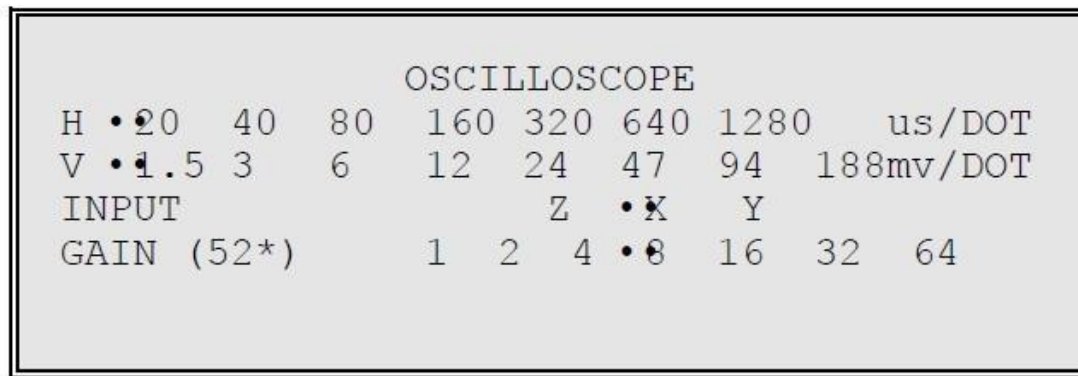 OSCILLOSCOPE
H ••20 40 80 160 320 640 1280 us/DOT
V ••1.5 3 6 12 24 47 94 188mv/DOT
INPUT Z ••X Y
GAIN (52*) 1 2 4 ••8 16 32 64